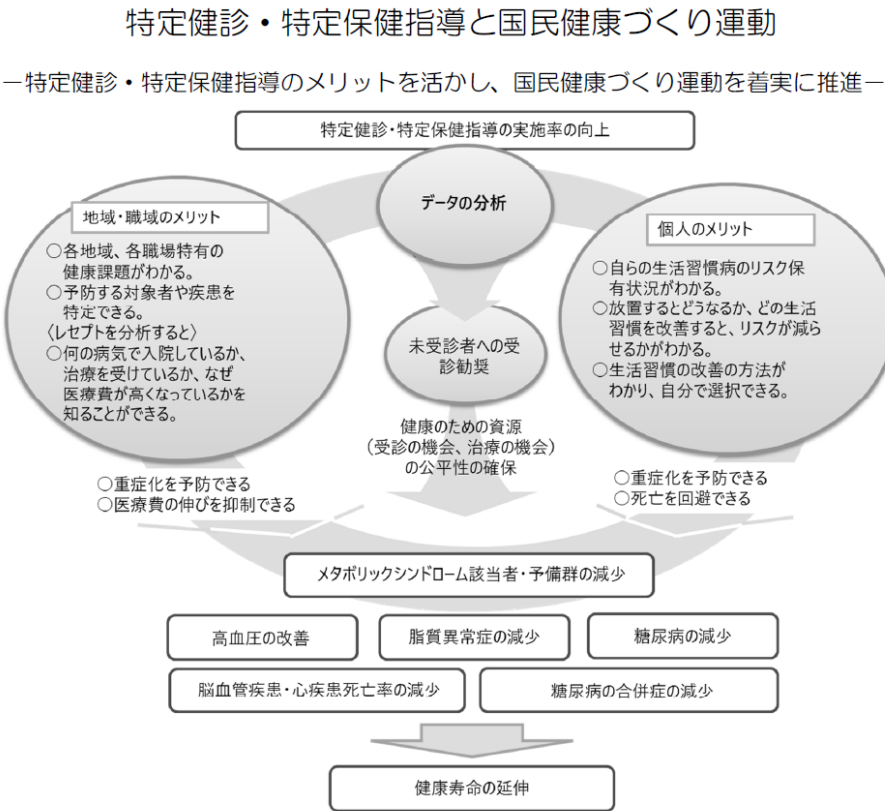 特定健診・特定保健指導と国民健康づくり運動
－特定健診・特定保健指導のメリットを活かし、国民健康づくり運動を着実に推進－
特定健診・特定保健指導の実施率の向上
データの分析
地域・職域のメリット
○各地域、各職場特有の
健康課題がわかる。
○予防する対象者や疾患を
特定できる。
〈レセプトを分析すると〉
○何の病気で入院しているか、
治療を受けているか、なぜ
医療費が高くなっているかを
知ることができる。
○重症化を予防できる
○医療費の伸びを抑制できる
未受診者への受
診勧奨
健康のための資源
(受診の機会、治療の機会)
の公平性の確保
個人のメリット
○自らの生活習慣病のリスク保
有状況がわかる。
○放置するとどうなるか、どの生活
習慣を改善すると、リスクが減ら
せるかがわかる。
○生活習慣の改善の方法が
わかり、自分で選択できる。
○重症化を予防できる
○死亡を回避できる
メタボリックシンドローム該当者・予備群の減少
高血圧の改善
脂質異常症の減少
糖尿病の減少
脳血管疾患・心疾患死亡率の減少
糖尿病の合併症の減少
健康寿命の延伸